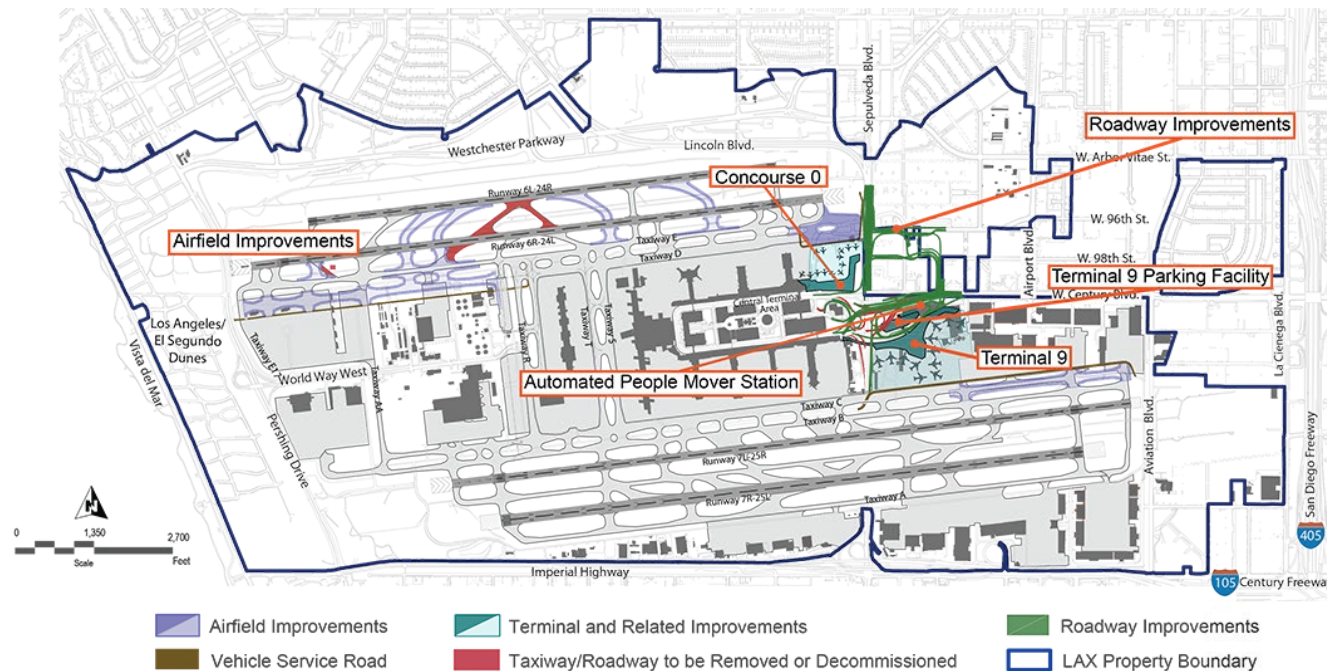 Sepulveda Blvd.
Roadway Improvements
Westchester Parkway
Lincoln Blvd.
W. Arbor Vitae St.
Concourse 0
Runway 6L-24R
W. 96th St.
Airfield Improvements
Runway 6R-24L
Taxiway E
Taxiway D
Airport Blvd.
W. 98th St.
Terminal 9 Parking Facility
W. Century Blvd.
Central Terminal
Area
Los Angeles/
El Segundo
Dunes
Vista del Mar
Taxiway R
Taxiway T
Taxiway S
La Cienega Blvd.
Terminal 9
World Way West
Taxiway AA
Automated People Mover Station
Taxiway C
Taxiway B
Pershing Drive
Aviation Blvd.
Runway 7L-25R
Runway 7R-25L
Taxiway A
San Diego Freeway
N
0
1,350
2,700
Scale
Feet
405
Imperial Highway
105
Century Freeway
Airfield Improvements
Terminal and Related Improvements
Roadway Improvements
Vehicle Service Road
Taxiway/Roadway to be Removed or Decommissioned
LAX Property Boundary